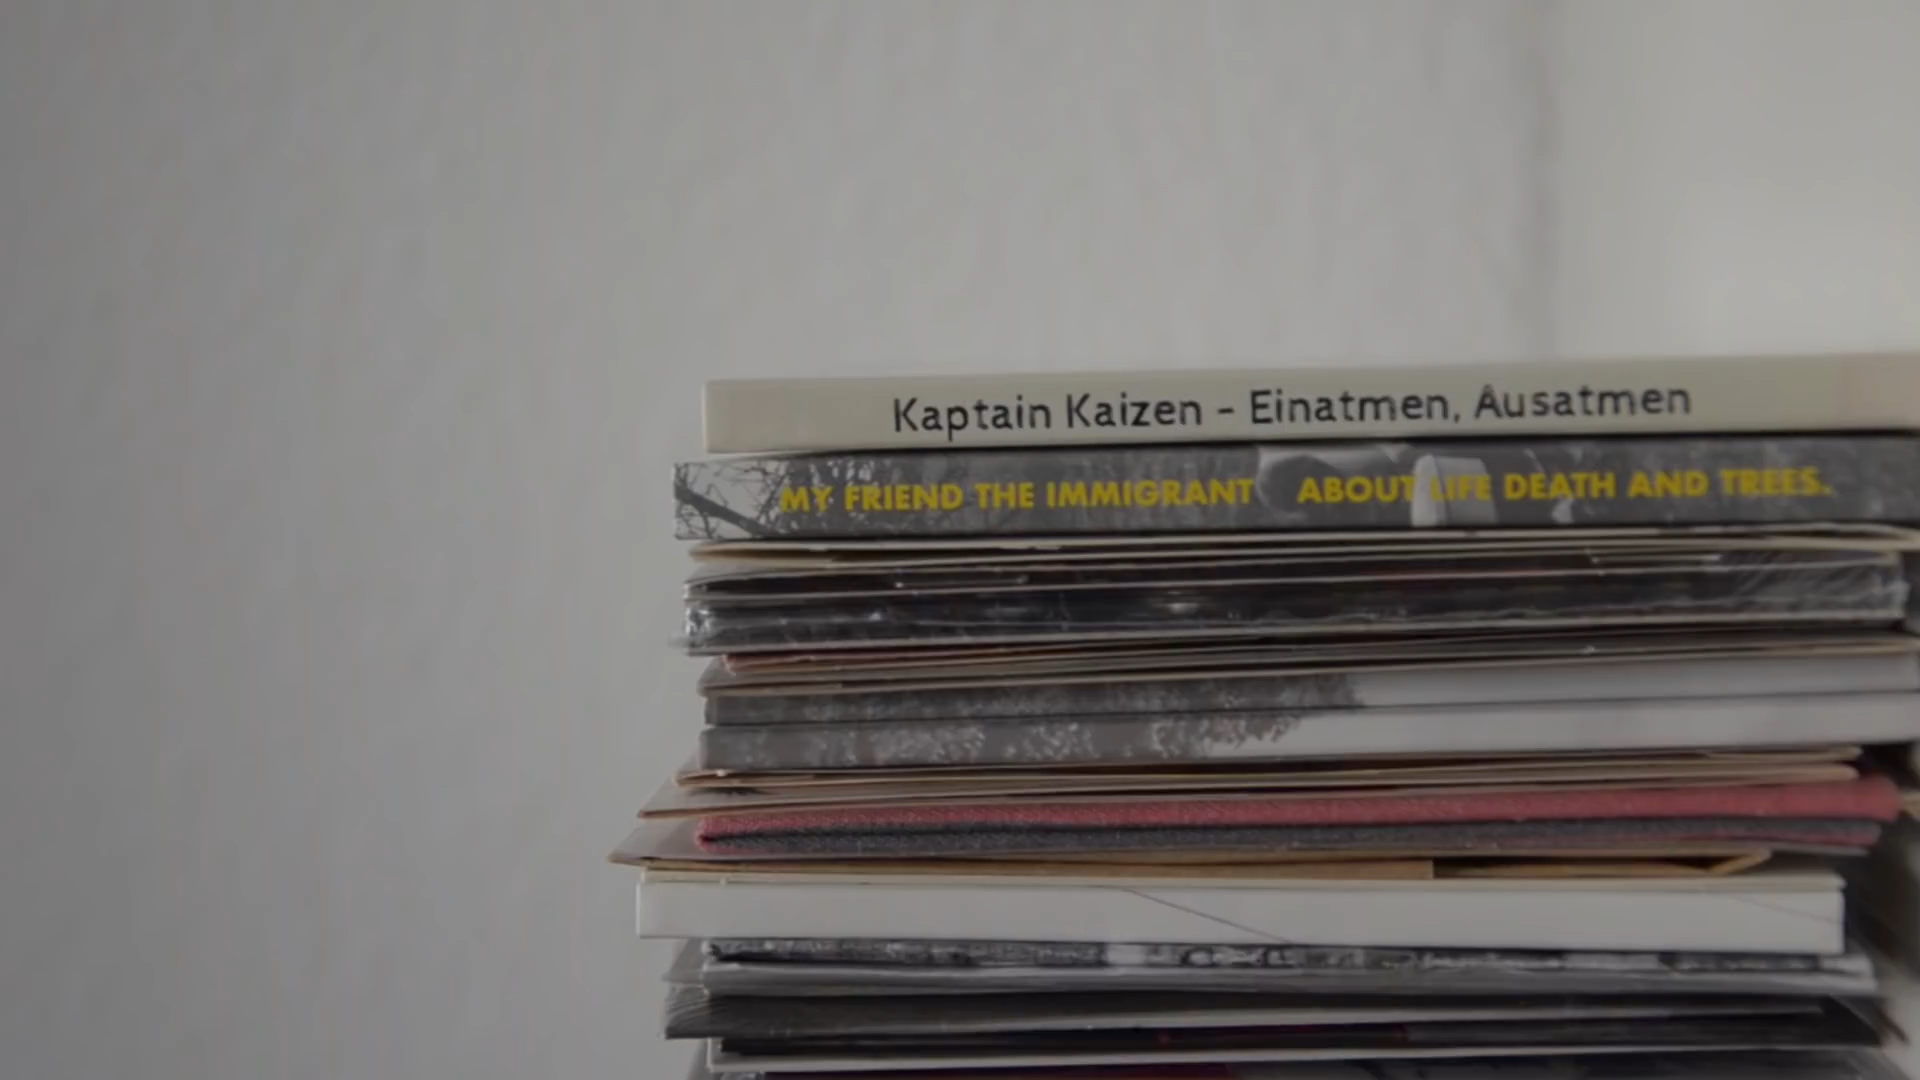 Kaptain Kaizen - Einatmen, Ausatmen
MY FRIEND THE IMMIGRANT ABOUT LIFE DEATH AND TREES.